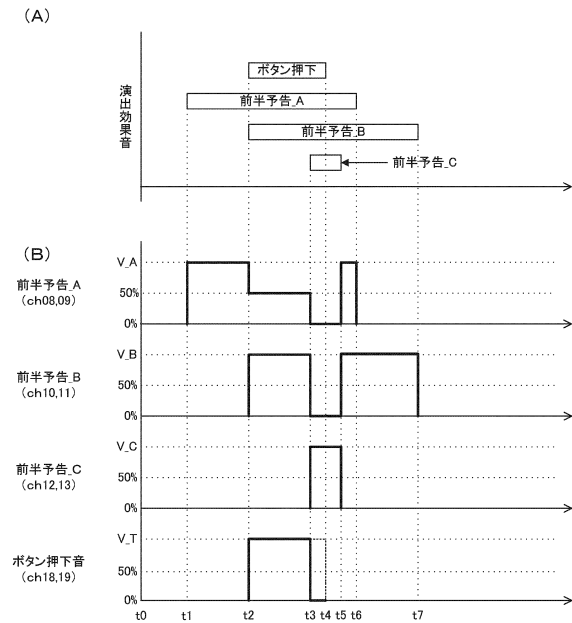 (A)
演出効果音
ボタン押下
前半予告_A
前半予告_B
前半予告_C
(B)
前半予告_A
(ch08,09)
V_A
50%
0%
前半予告_B
(ch10,11)
V_B
50%
0%
前半予告_C
(ch12,13)
V_C
50%
0%
ボタン押下音
(ch18,19)
V_T
50%
0%
t0 t1 t2 t3 t4 t5 t6 t7